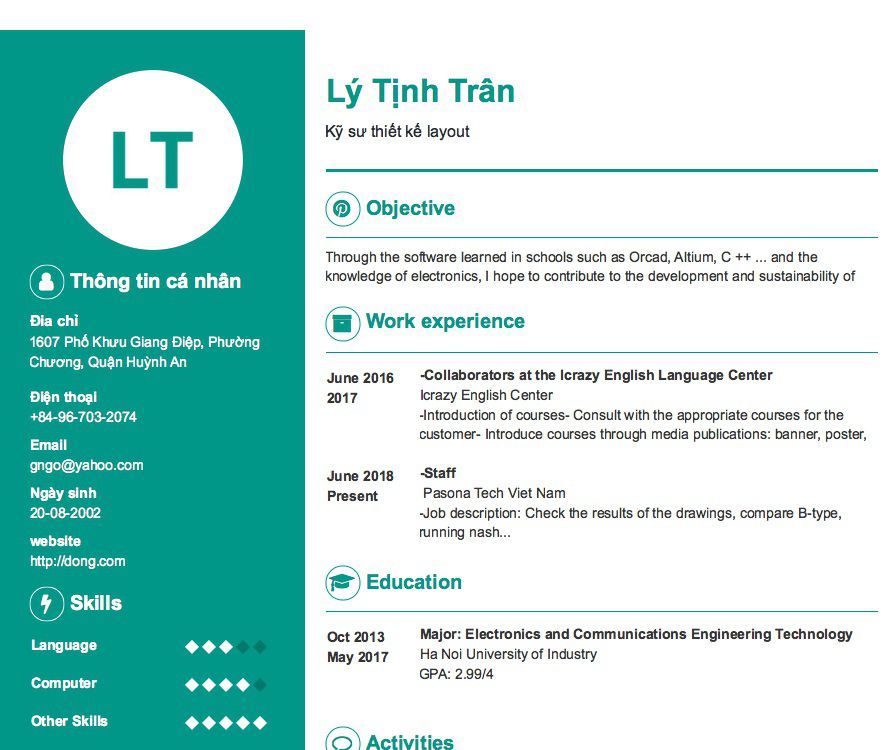 LT
Thông tin cá nhân
Địa chỉ
1607 Phố Khưu Giang Điệp, Phường
Chương, Quận Huỳnh An
Điện thoại
+84-96-703-2074
Email
gngo@yahoo.com
Ngày sinh
20-08-2002
website
http://dong.com
Skills
Language
Computer
Other Skills
Lý Tịnh Trân
Kỹ sư thiết kế layout
Objective
Through the software learned in schools such as Orcad, Altium, C ++ ... and the
knowledge of electronics, I hope to contribute to the development and sustainability of
Work experience
June 2016
2017
-Collaborators at the Icrazy English Language Center
Icrazy English Center
-Introduction of courses- Consult with the appropriate courses for the
customer- Introduce courses through media publications: banner, poster,
June 2018
Present
-Staff
Pasona Tech Viet Nam
-Job description: Check the results of the drawings, compare B-type,
running nash...
Education
Oct 2013
May 2017
Major: Electronics and Communications Engineering Technology
Ha Noi University of Industry
GPA: 2.99/4
Activities